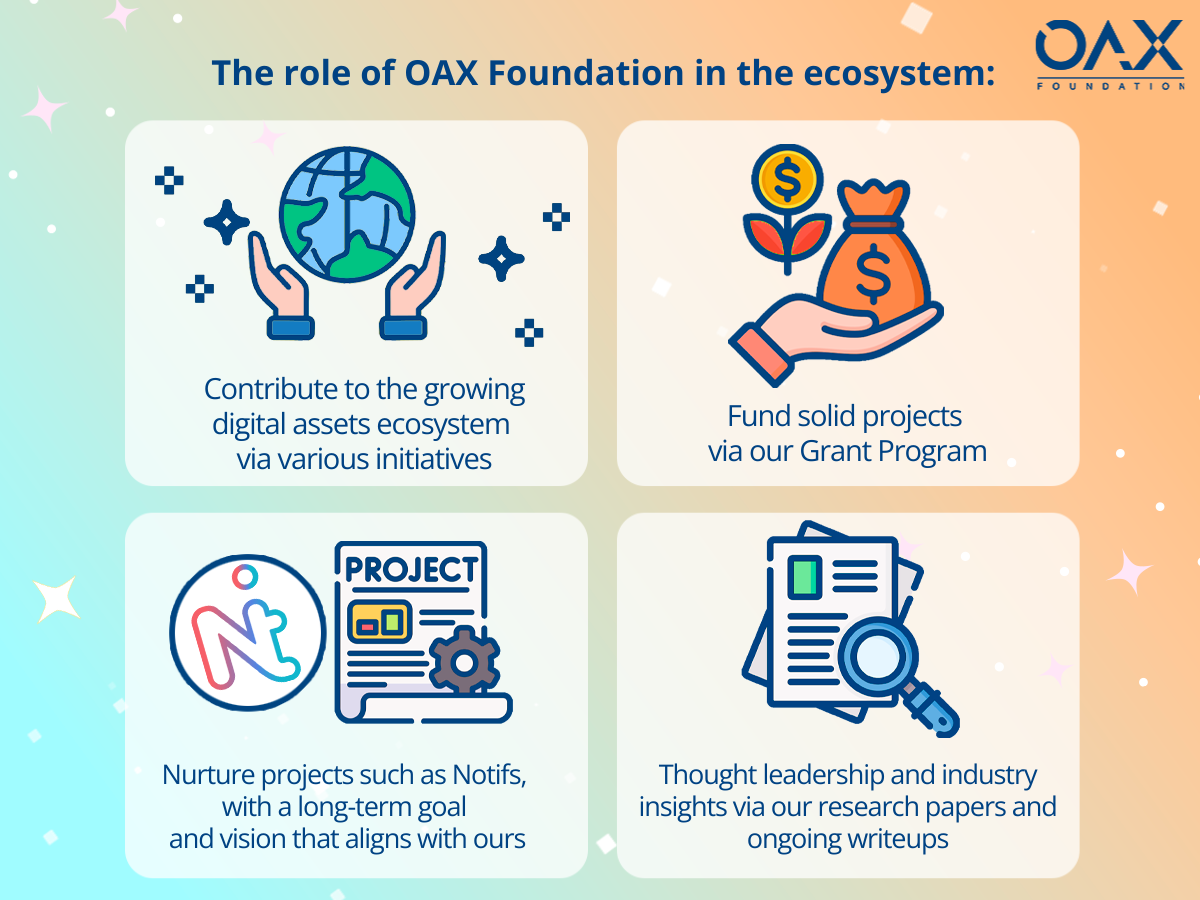 The role of OAX Foundation in the ecosystem:
OAX
FOUNDATION
Contribute to the growing
digital assets ecosystem
via various initiatives
$
$
Fund solid projects
via our Grant Program
Nt
PROJECT
Nurture projects such as Notifs,
with a long-term goal
and vision that aligns with ours
Thought leadership and industry
insights via our research papers and
ongoing writeups